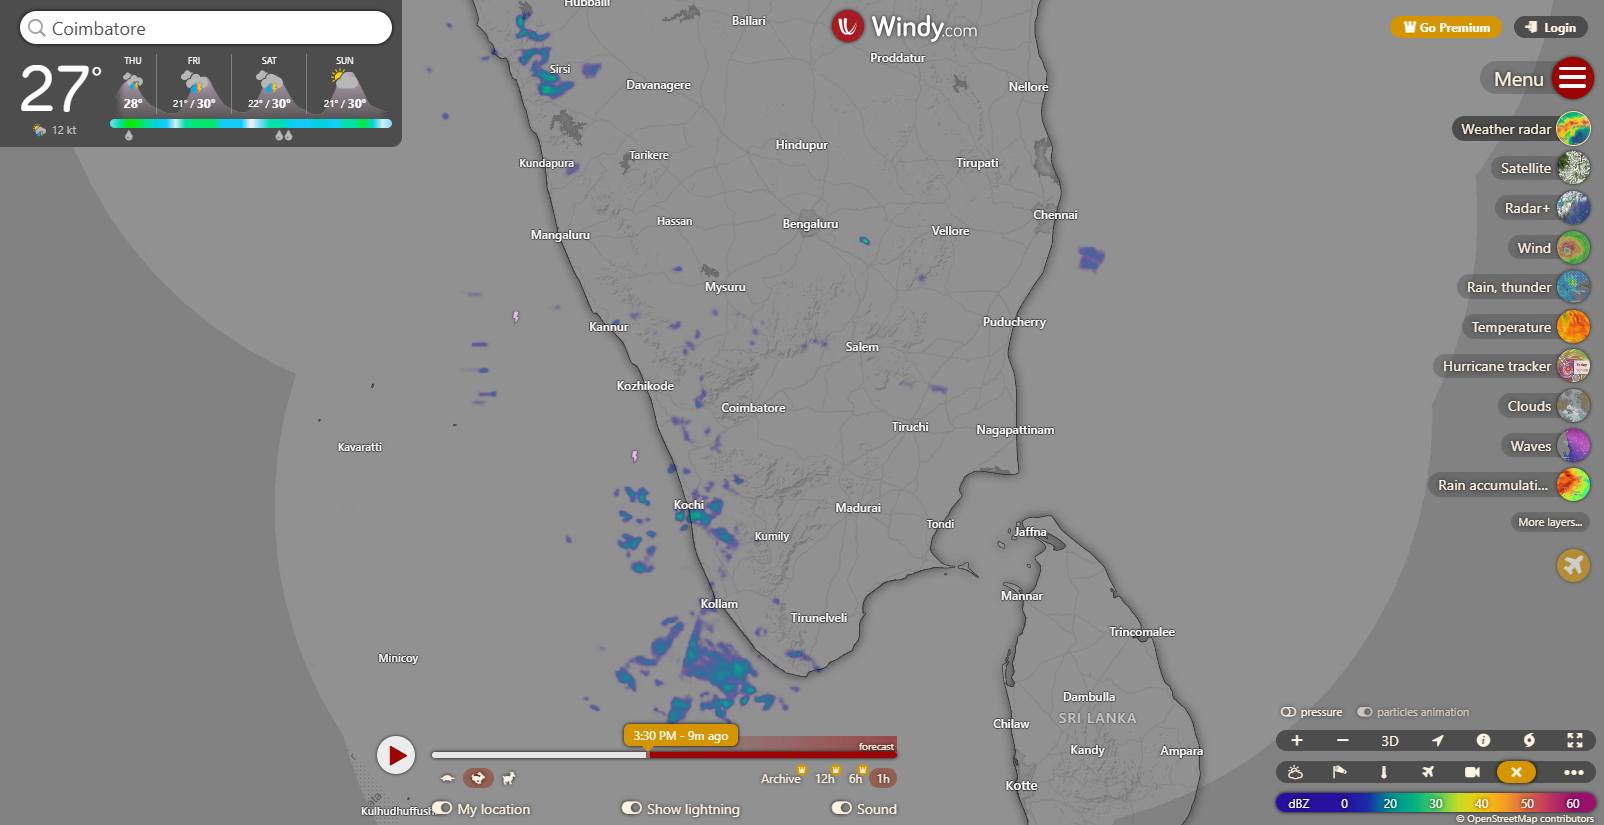 Coimbatore
27°
12 kt
THU
28°
FRI
21° / 30°
SAT
22° / 30°
SUN
21° / 30°
Windy.com
Go Premium
Login
Menu
Weather radar
Satellite
Radar+
Wind
Rain, thunder
Temperature
Hurricane tracker
Clouds
Waves
Rain accumulati...
More layers...
Hubballi
Ballari
Proddatur
Sirsi
Davanagere
Nellore
Hindupur
Kundapura
Tarikere
Tirupati
Hassan
Bengaluru
Chennai
Mangaluru
Vellore
Mysuru
Kannur
Puducherry
Salem
Kozhikode
Coimbatore
Tiruchi
Nagapattinam
Kavaratti
Kochi
Madurai
Tondi
Kumily
Jaffna
Mannar
Kollam
Tirunelveli
Trincomalee
Minicoy
Dambulla
SRI LANKA
Chilaw
Kandy
Ampara
Kotte
Kulhudhuffushi
3:30 PM - 9m ago
forecast
Archive
12h
6h
1h
My location
Show lightning
Sound
pressure
particles animation
+
−
3D
dBZ
0
20
30
40
50
60
© OpenStreetMap contributors